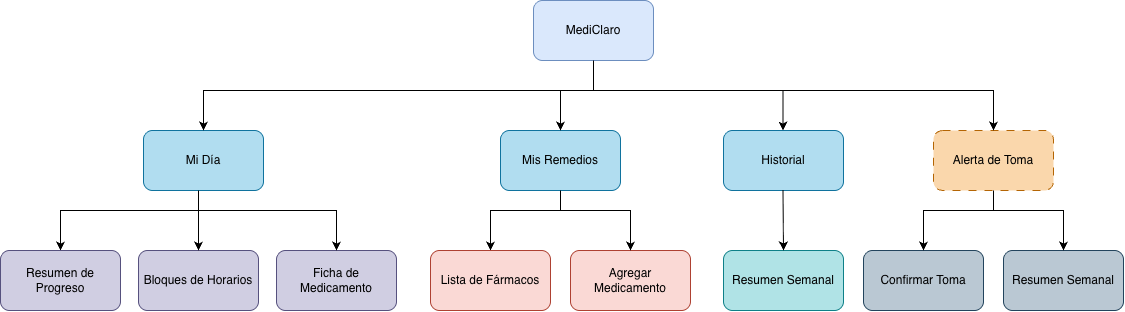 MediClaro
Mi Día
Mis Remedios
Historial
Alerta de Toma
Resumen de
Progreso
Bloques de Horarios
Ficha de
Medicamento
Lista de Fármacos
Agregar
Medicamento
Resumen Semanal
Confirmar Toma
Resumen Semanal